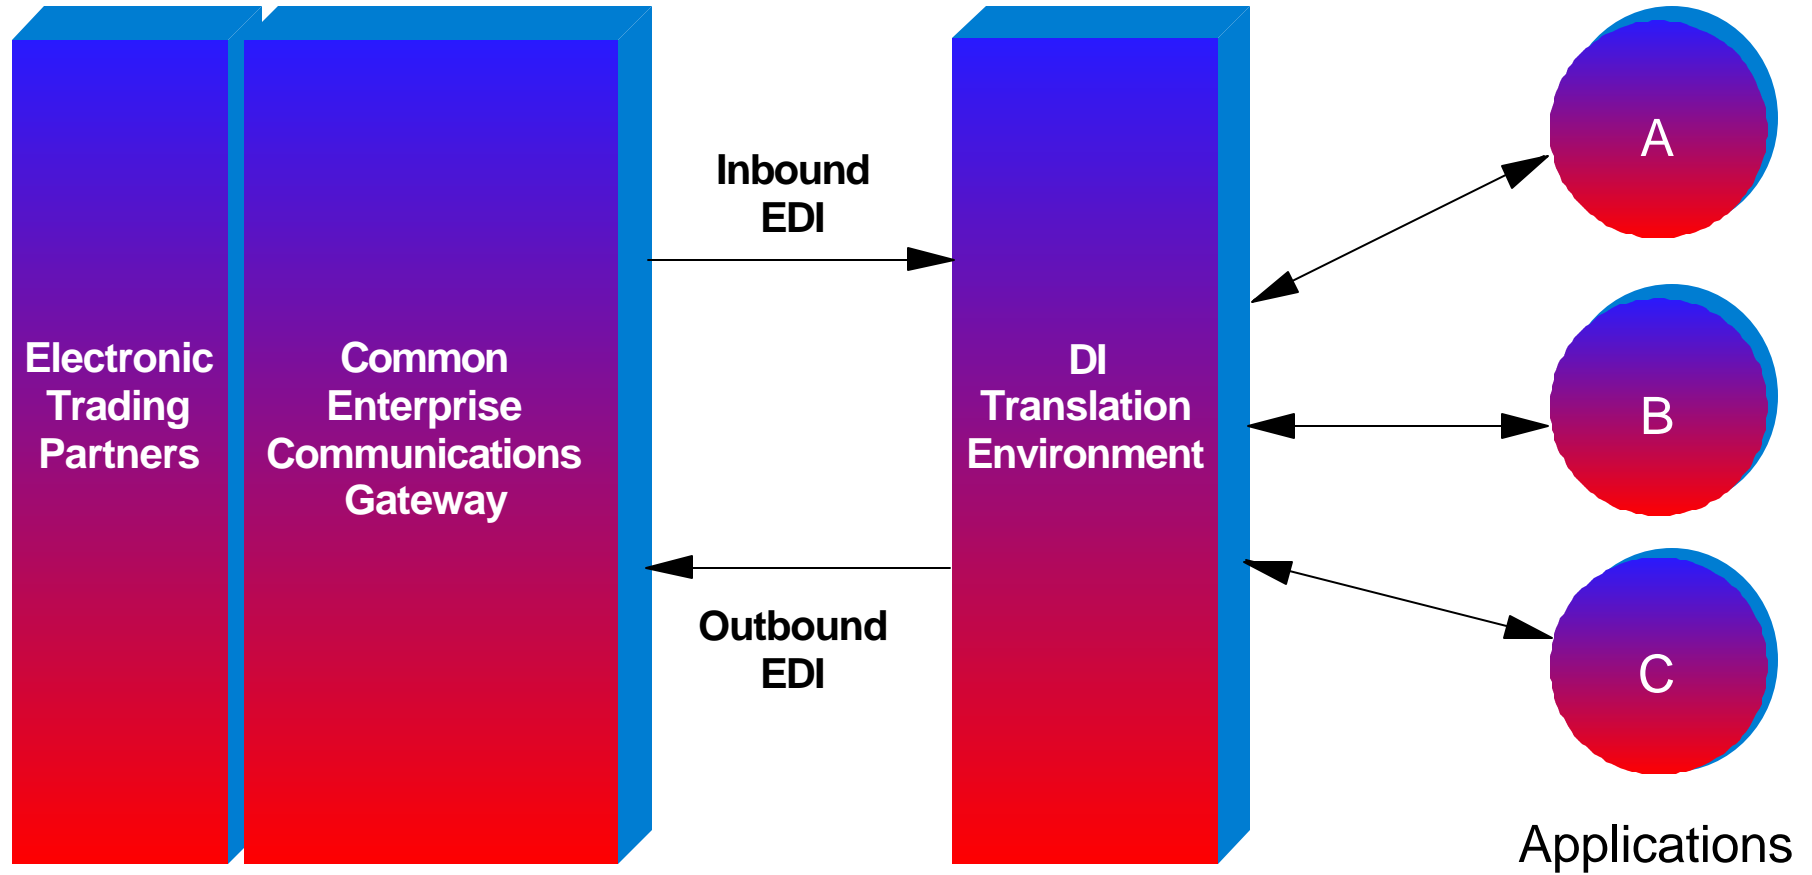 Electronic
Trading
Partners
Common
Enterprise
Communications
Gateway
Inbound
EDI
Outbound
EDI
DI
Translation
Environment
A
B
C
Applications